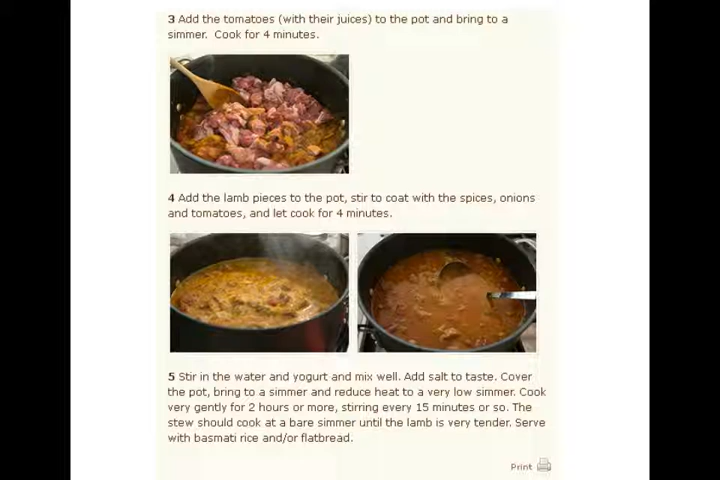 3 Add the tomatoes (with their juices) to the pot and bring to a
simmer.  Cook for 4 minutes.
4 Add the lamb pieces to the pot, stir to coat with the spices, onions
and tomatoes, and let cook for 4 minutes.
5 Stir in the water and yogurt and mix well. Add salt to taste. Cover
the pot, bring to a simmer and reduce heat to a very low simmer. Cook
very gently for 2 hours or more, stirring every 15 minutes or so. The
stew should cook at a bare simmer until the lamb is very tender. Serve
with basmati rice and/or flatbread.
Print